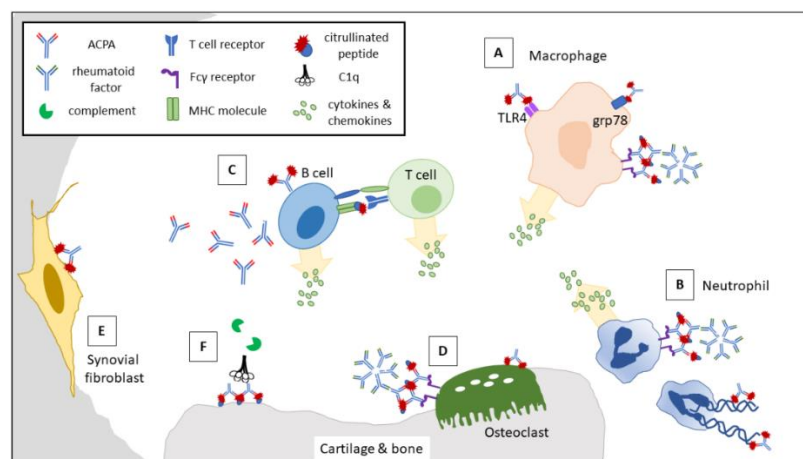 ACPA
T cell receptor
citrullinated
peptide
rheumatoid
factor
Fcγ receptor
C1q
complement
MHC molecule
cytokines &
chemokines
A
Macrophage
TLR4
grp78
C
B cell
T cell
B
Neutrophil
E
Synovial
fibroblast
F
D
Osteoclast
Cartilage & bone